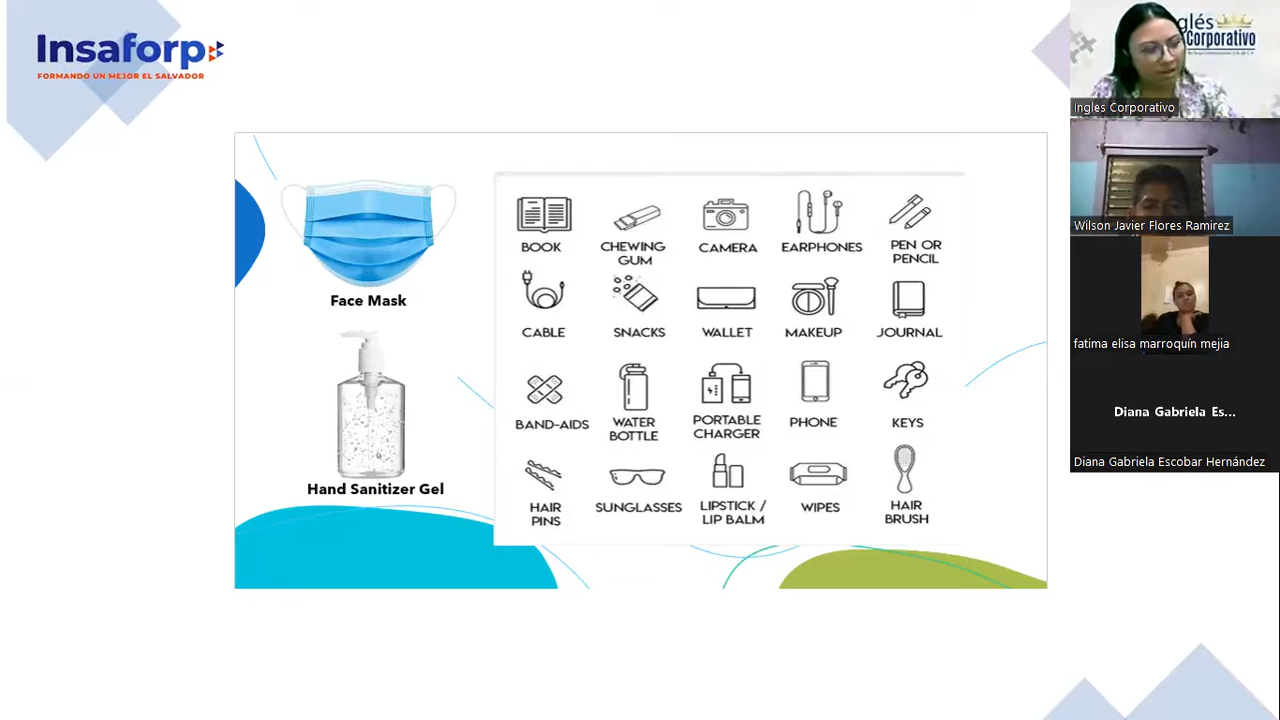 Insaforp
FORMANDO UN MEJOR EL SALVADOR
Face Mask
Hand Sanitizer Gel
BOOK
CHEWING
GUM
CAMERA
EARPHONES
PEN OR
PENCIL
CABLE
SNACKS
WALLET
MAKEUP
JOURNAL
BAND-AIDS
WATER
BOTTLE
PORTABLE
CHARGER
PHONE
KEYS
HAIR
PINS
SUNGLASSES
LIPSTICK /
LIP BALM
WIPES
HAIR
BRUSH
glés
Corporativo
Ingles Corporativo
Wilson Javier Flores Ramirez
fatima elisa marroquín mejia
Diana Gabriela Es...
Diana Gabriela Escobar Hernández